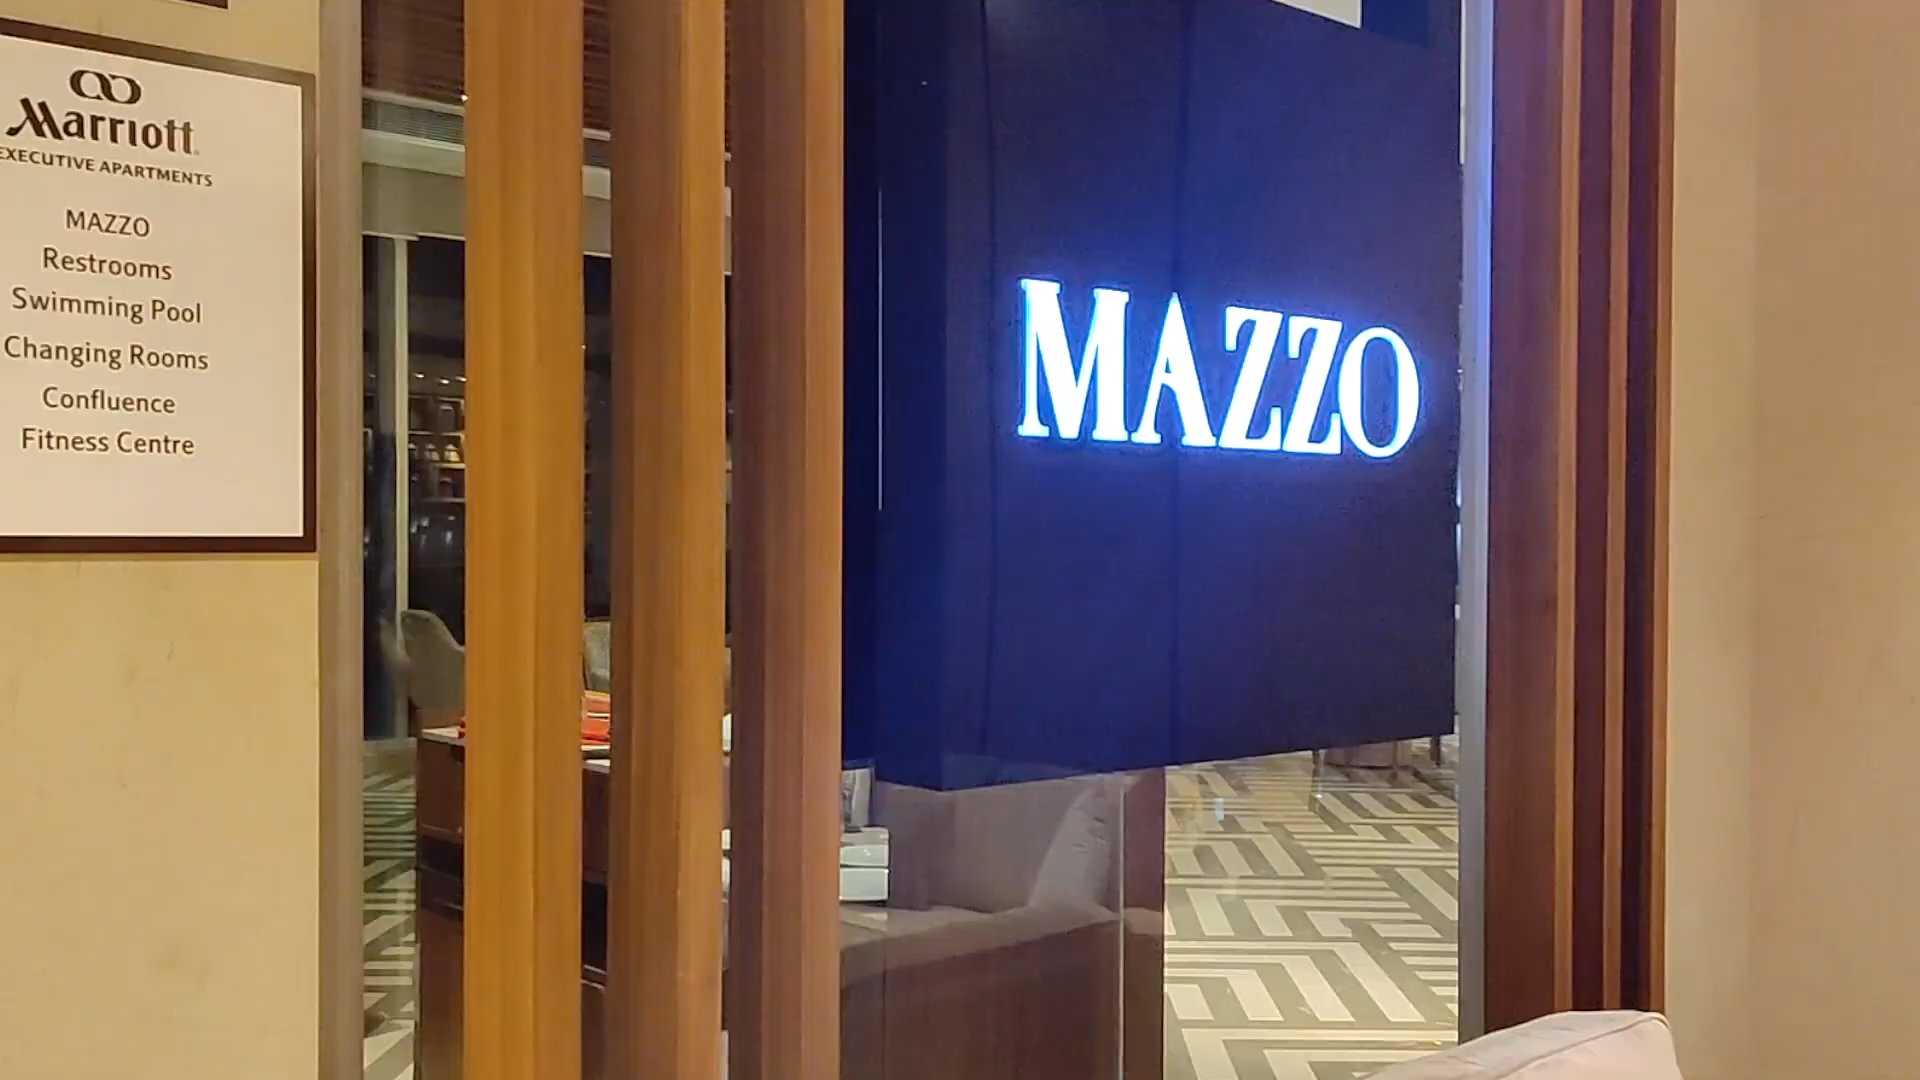 Marriott
EXECUTIVE APARTMENTS
MAZZO
Restrooms
Swimming Pool
Changing Rooms
Confluence
Fitness Centre
MAZZO